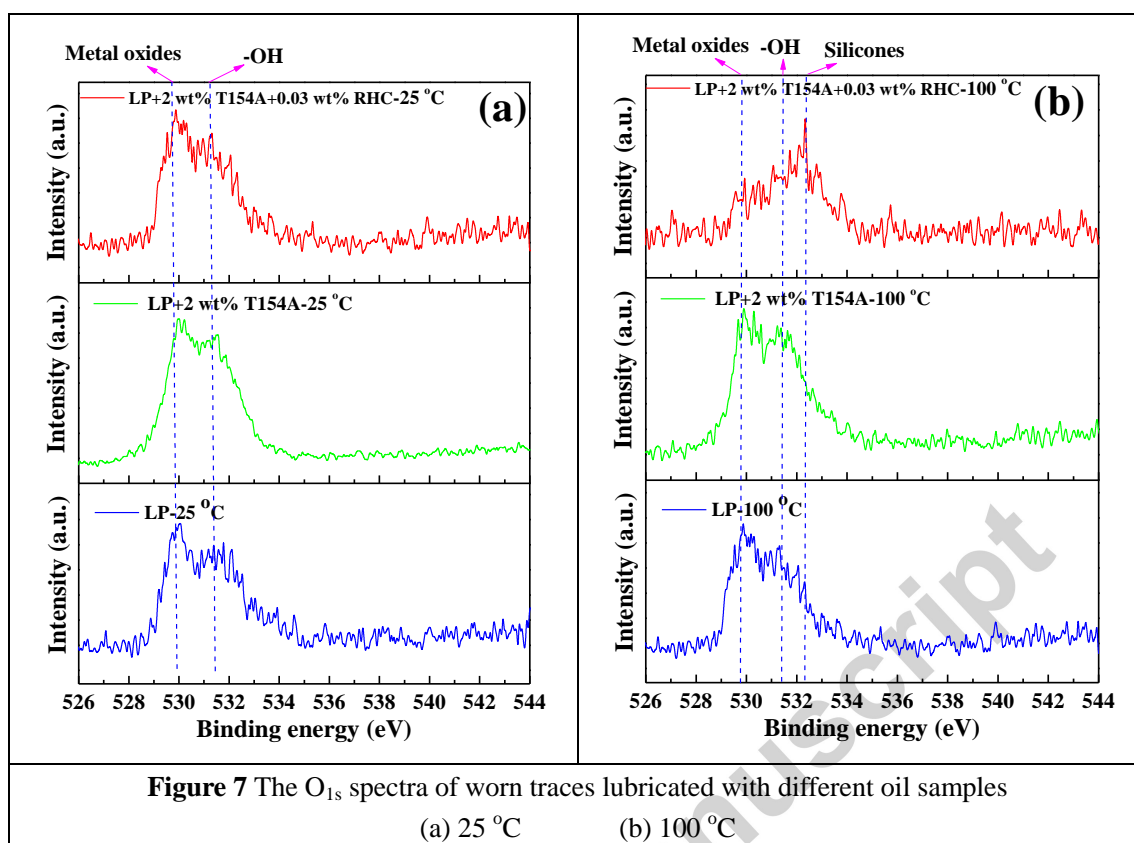 Metal oxides
-OH
LP+2 wt% T154A+0.03 wt% RHC-25 °C
(a)
Intensity (a.u.)
LP+2 wt% T154A-25 °C
Intensity (a.u.)
LP-25 °C
Intensity (a.u.)
526 528 530 532 534 536 538 540 542 544
Binding energy (eV)
Metal oxides
-OH
Silicones
LP+2 wt% T154A+0.03 wt% RHC-100 °C
(b)
Intensity (a.u.)
LP+2 wt% T154A-100 °C
Intensity (a.u.)
LP-100 °C
Intensity (a.u.)
526 528 530 532 534 536 538 540 542 544
Binding energy (eV)
Figure 7 The O1s spectra of worn traces lubricated with different oil samples
(a) 25 °C (b) 100 °C
nuscript